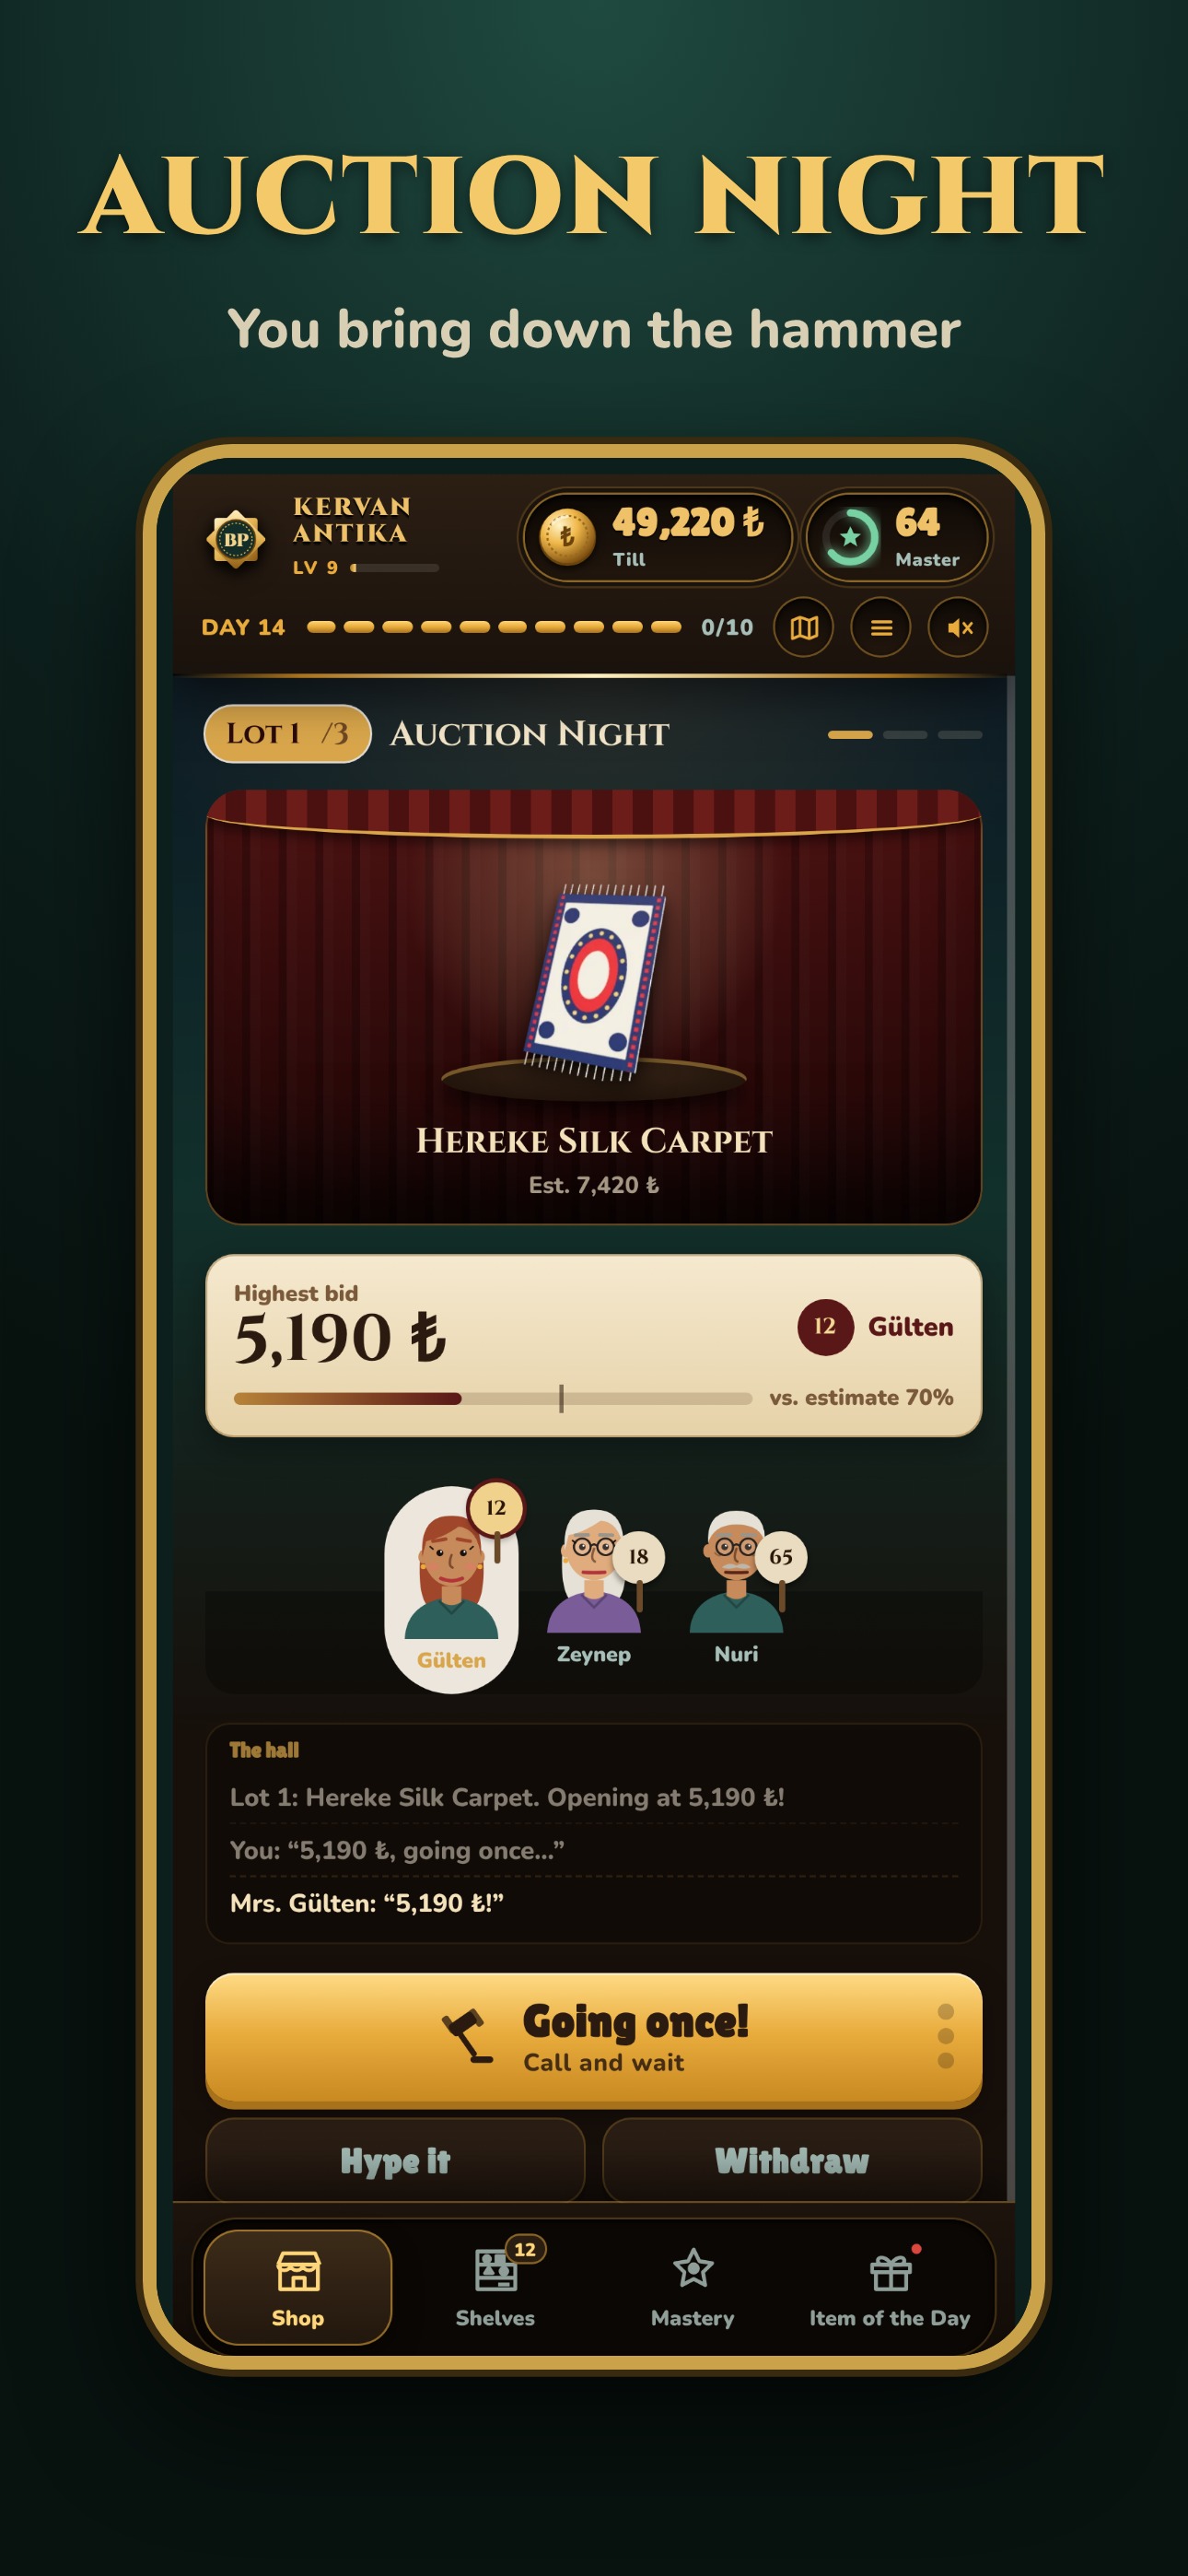 AUCTION NIGHT
You bring down the hammer
BP
KERVAN
ANTIKA
LV 9
₺
49,220 ₺
Till
64
Master
DAY 14
0/10
LOT 1 /3
AUCTION NIGHT
HEREKE SILK CARPET
Est. 7,420 ₺
Highest bid
5,190 ₺
12 Gülten
vs. estimate 70%
12
18
65
Gülten
Zeynep
Nuri
The hall
Lot 1: Hereke Silk Carpet. Opening at 5,190 ₺!
You: “5,190 ₺, going once...”
Mrs. Gülten: “5,190 ₺!”
Going once!
Call and wait
Hype it
Withdraw
12
Shop
Shelves
Mastery
Item of the Day